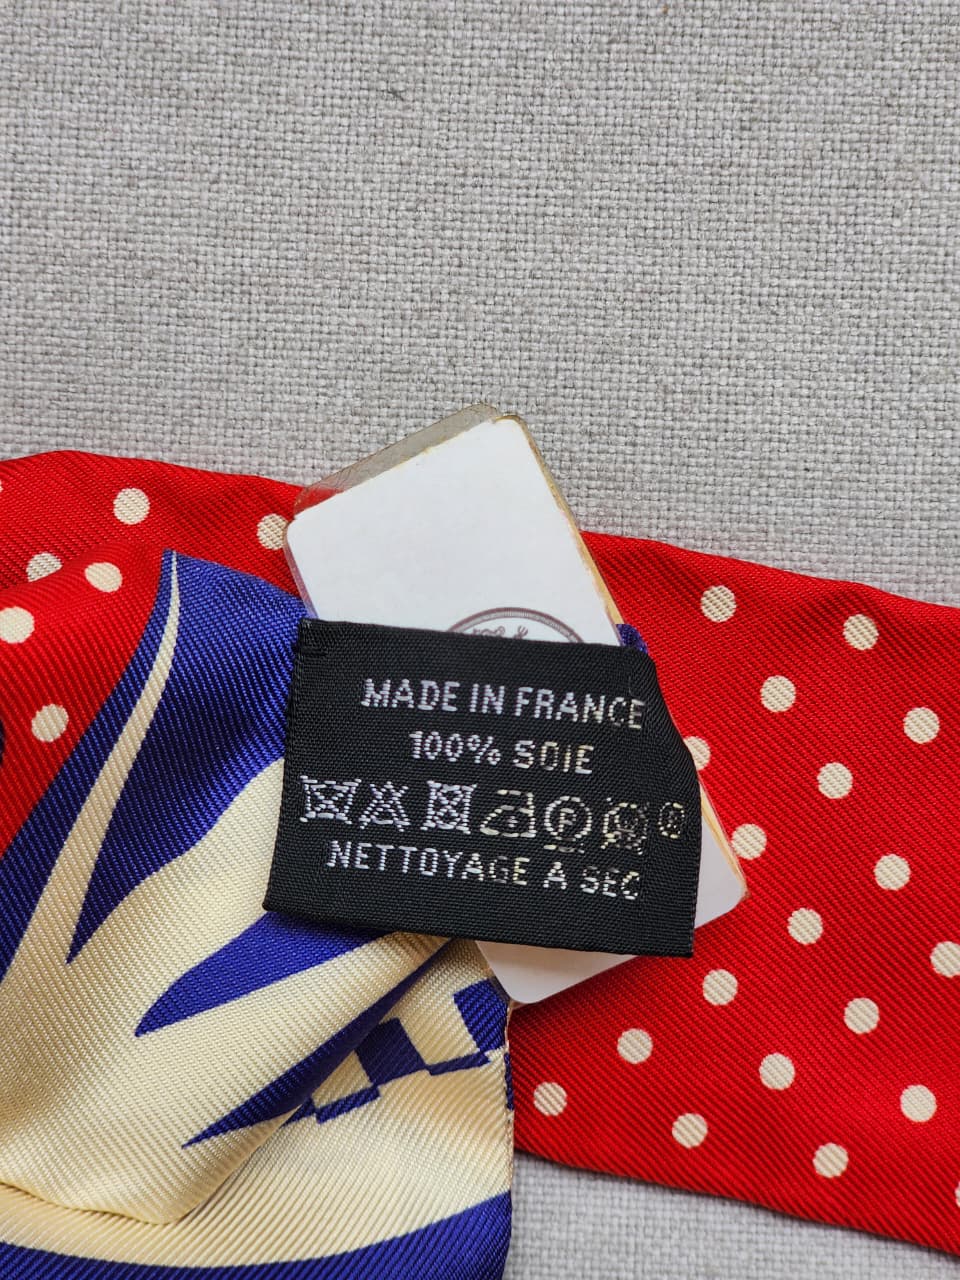 MADE IN FRANCE
100% SOIE
P ®
NETTOYAGE A SEC